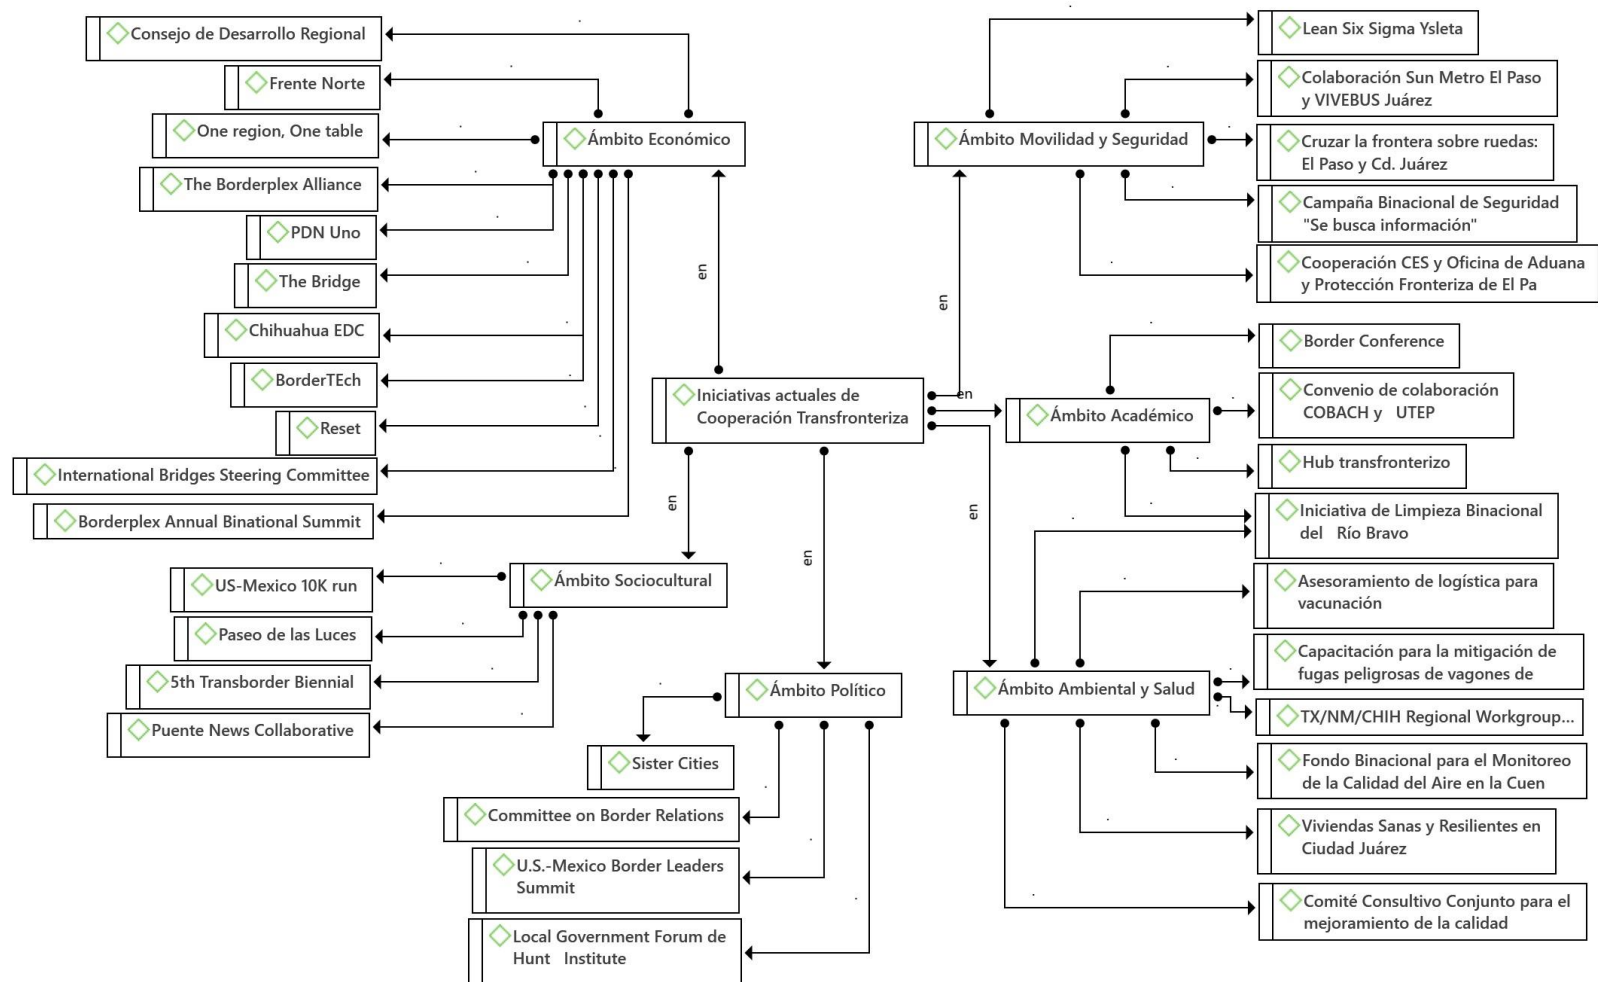 Consejo de Desarrollo Regional
Frente Norte
One region, One table
The Borderplex Alliance
PDN Uno
The Bridge
Chihuahua EDC
BorderTEch
Reset
International Bridges Steering Committee
Borderplex Annual Binational Summit
Ámbito Económico
en
Iniciativas actuales de
Cooperación Transfronteriza
en
Ámbito Sociocultural
US-Mexico 10K run
Paseo de las Luces
5th Transborder Biennial
Puente News Collaborative
en
Ámbito Político
Sister Cities
Committee on Border Relations
U.S.-Mexico Border Leaders
Summit
Local Government Forum de
Hunt Institute
en
Ámbito Movilidad y Seguridad
Lean Six Sigma Ysleta
Colaboración Sun Metro El Paso
y VIVEBUS Juárez
Cruzar la frontera sobre ruedas:
El Paso y Cd. Juárez
Campaña Binacional de Seguridad
"Se busca información"
Cooperación CES y Oficina de Aduana
y Protección Fronteriza de El Pa
en
Ámbito Académico
Border Conference
Convenio de colaboración
COBACH y UTEP
Hub transfronterizo
Iniciativa de Limpieza Binacional
del Río Bravo
en
Ámbito Ambiental y Salud
Asesoramiento de logística para
vacunación
Capacitación para la mitigación de
fugas peligrosas de vagones de
TX/NM/CHIH Regional Workgroup...
Fondo Binacional para el Monitoreo
de la Calidad del Aire en la Cuen
Viviendas Sanas y Resilientes en
Ciudad Juárez
Comité Consultivo Conjunto para el
mejoramiento de la calidad